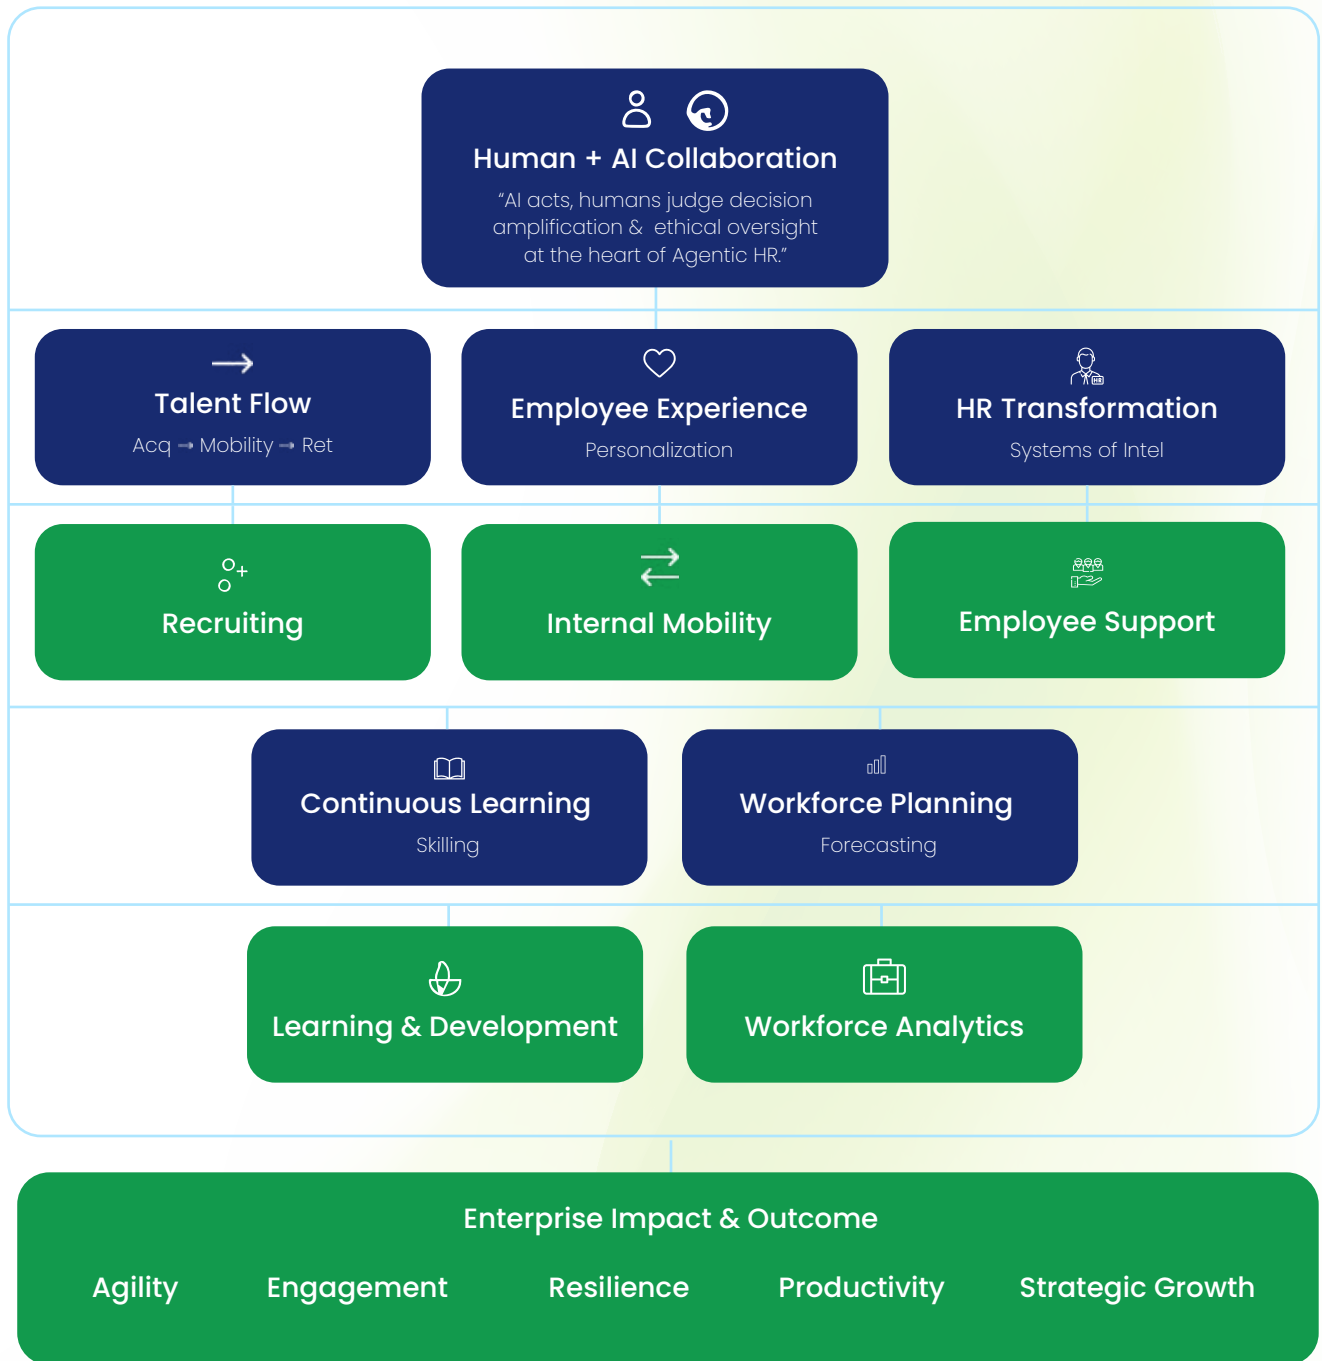 Human + AI Collaboration
“AI acts, humans judge decision
amplification & ethical oversight
at the heart of Agentic HR.”
Talent Flow
Acq → Mobility → Ret
Employee Experience
Personalization
HR
HR Transformation
Systems of Intel
Recruiting
Internal Mobility
Employee Support
Continuous Learning
Skilling
Workforce Planning
Forecasting
Learning & Development
Workforce Analytics
Enterprise Impact & Outcome
Agility
Engagement
Resilience
Productivity
Strategic Growth